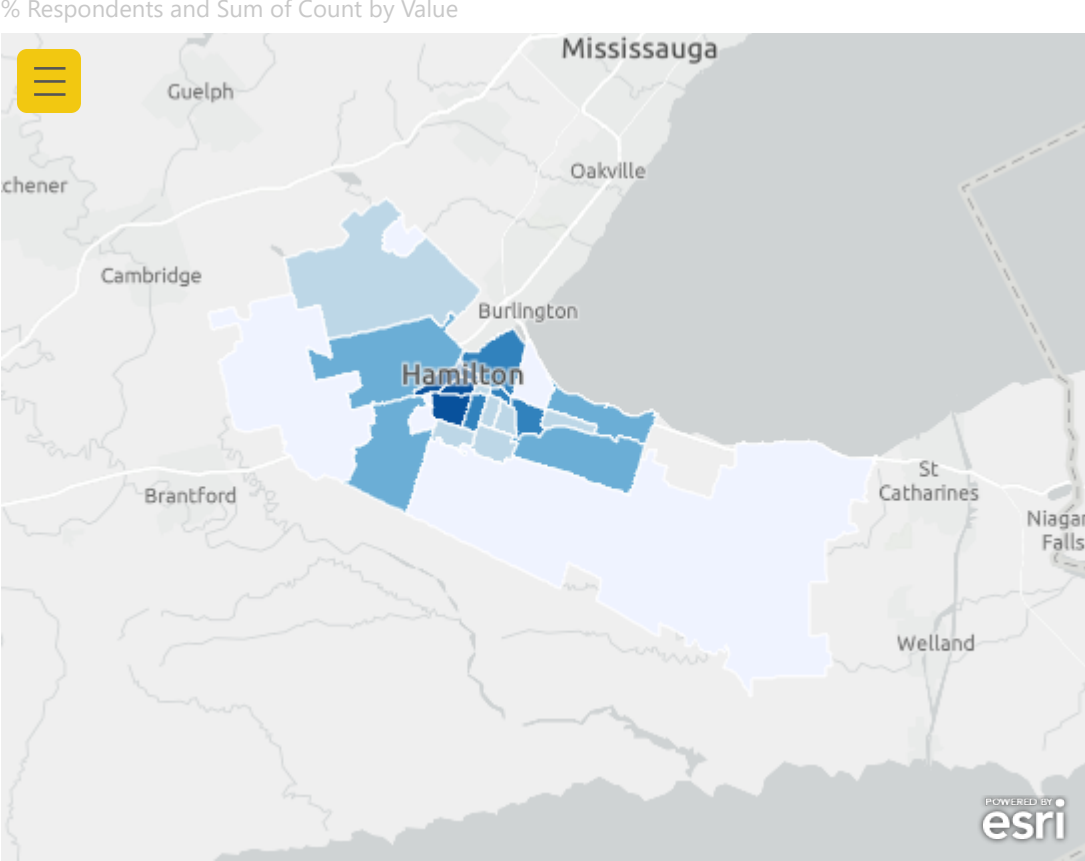 % Respondents and Sum of Count by Value
Mississauga
Guelph
Oakville
chener
Cambridge
Burlington
Hamilton
St
Catharines
Brantford
Niagar
Falls
Welland
POWERED BY
esri